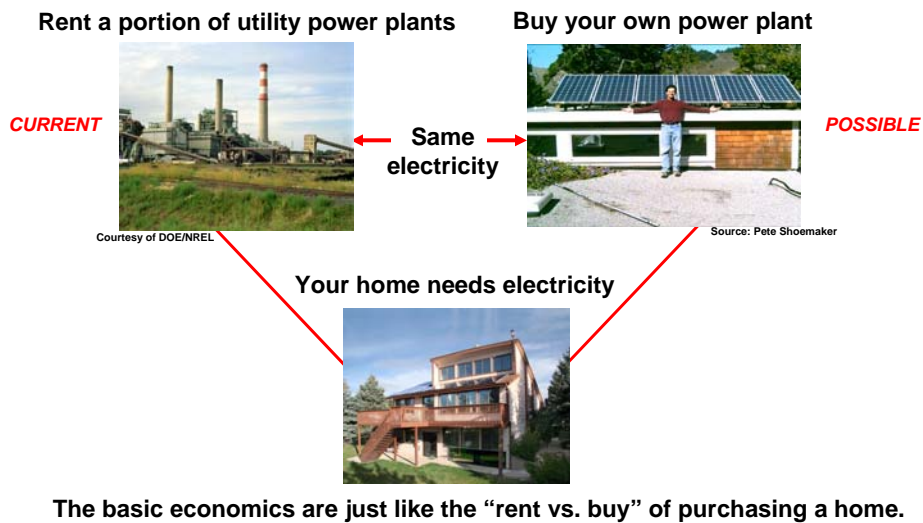 Rent a portion of utility power plants
Buy your own power plant
CURRENT
Same
electricity
POSSIBLE
Courtesy of DOE/NREL
Source: Pete Shoemaker
Your home needs electricity
The basic economics are just like the “rent vs. buy” of purchasing a home.